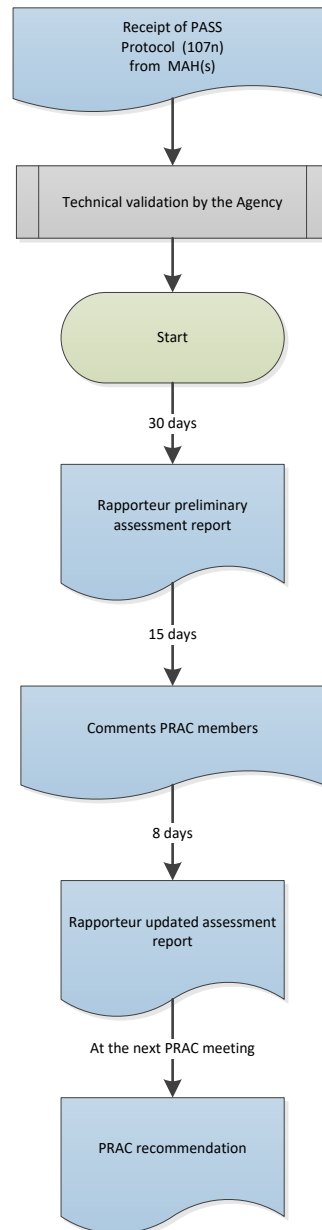 Receipt of PASS
Protocol (107n)
from MAH(s)
Technical validation by the Agency
Start
30 days
Rapporteur preliminary
assessment report
15 days
Comments PRAC members
8 days
Rapporteur updated assessment
report
At the next PRAC meeting
PRAC recommendation